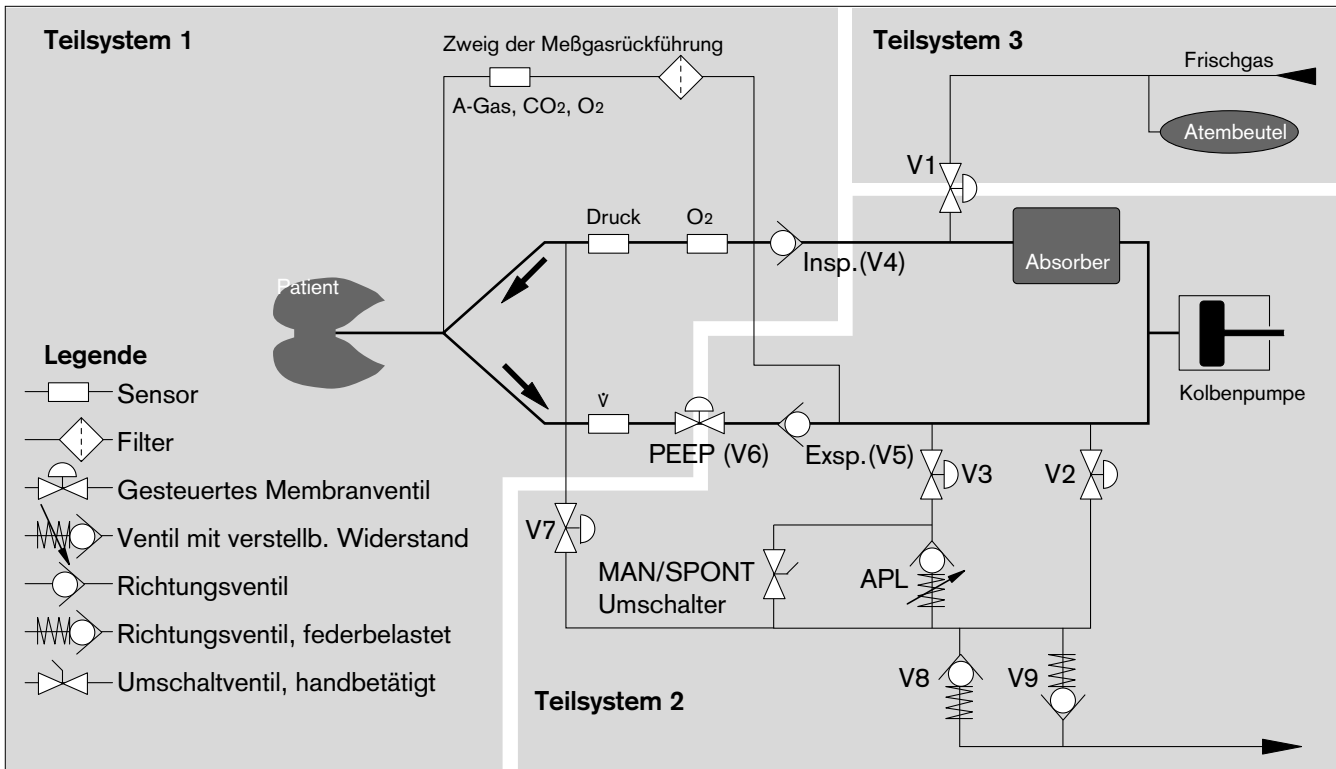 Teilsystem 1
Zweig der Meßgasrückführung
A-Gas, CO2, O2
Teilsystem 3
Frischgas
Atembeutel
V1
Druck
O2
Insp.(V4)
Absorber
Patient
Kolbenpumpe
V̇
PEEP (V6)
Exsp.(V5)
V3
V2
V7
MAN/SPONT
Umschalter
APL
V8
V9
Teilsystem 2
Legende
Sensor
Filter
Gesteuertes Membranventil
Ventil mit verstellb. Widerstand
Richtungsventil
Richtungsventil, federbelastet
Umschaltventil, handbetätigt